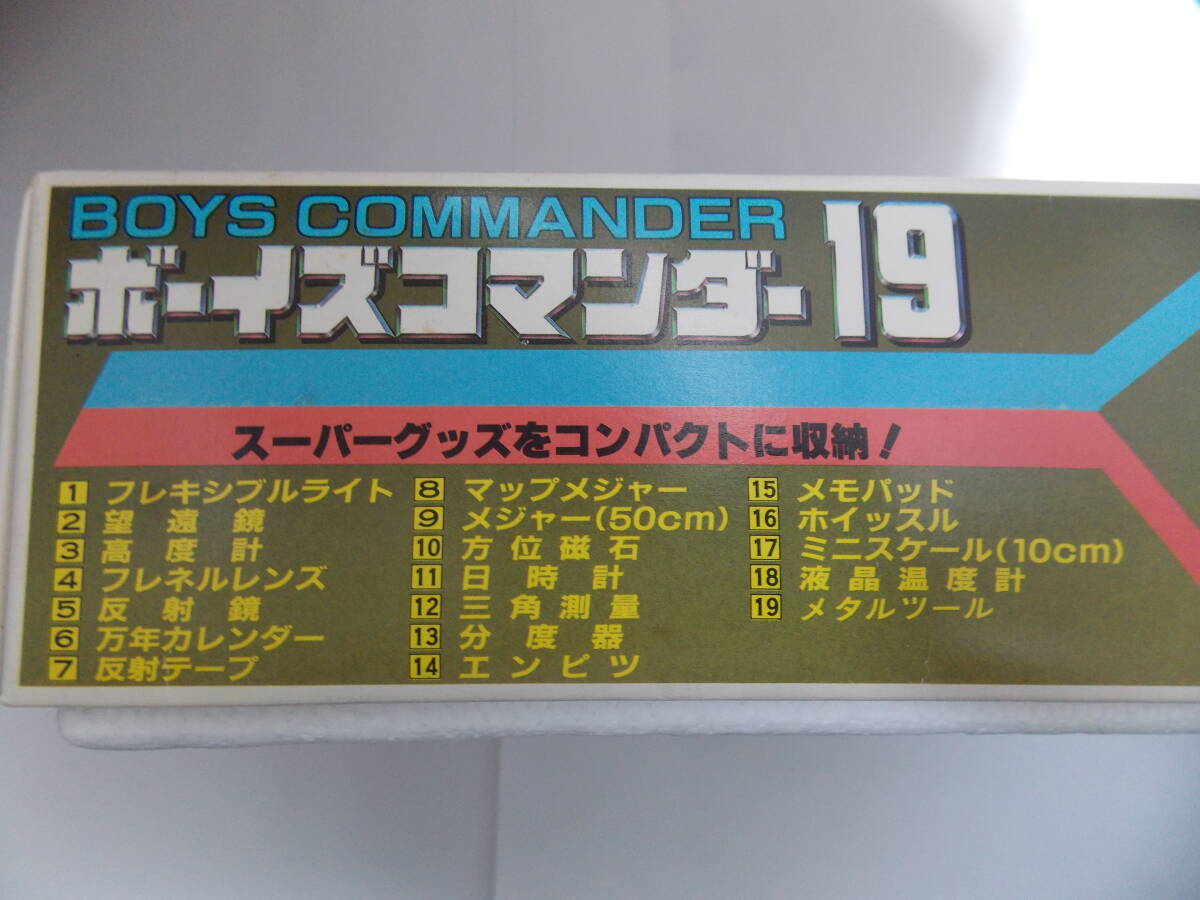 BOYS COMMANDER
ボーイズコマンダー19
スーパーグッズをコンパクトに収納!
1 フレキシブルライト
2 望遠鏡
3 高度計
4 フレネルレンズ
5 反射鏡
6 万年カレンダー
7 反射テープ
8 マップメジャー
9 メジャー(50cm)
10 方位磁石
11 日時計
12 三角測量
13 分度器
14 エンピツ
15 メモパッド
16 ホイッスル
17 ミニスケール(10cm)
18 液晶温度計
19 メタルツール